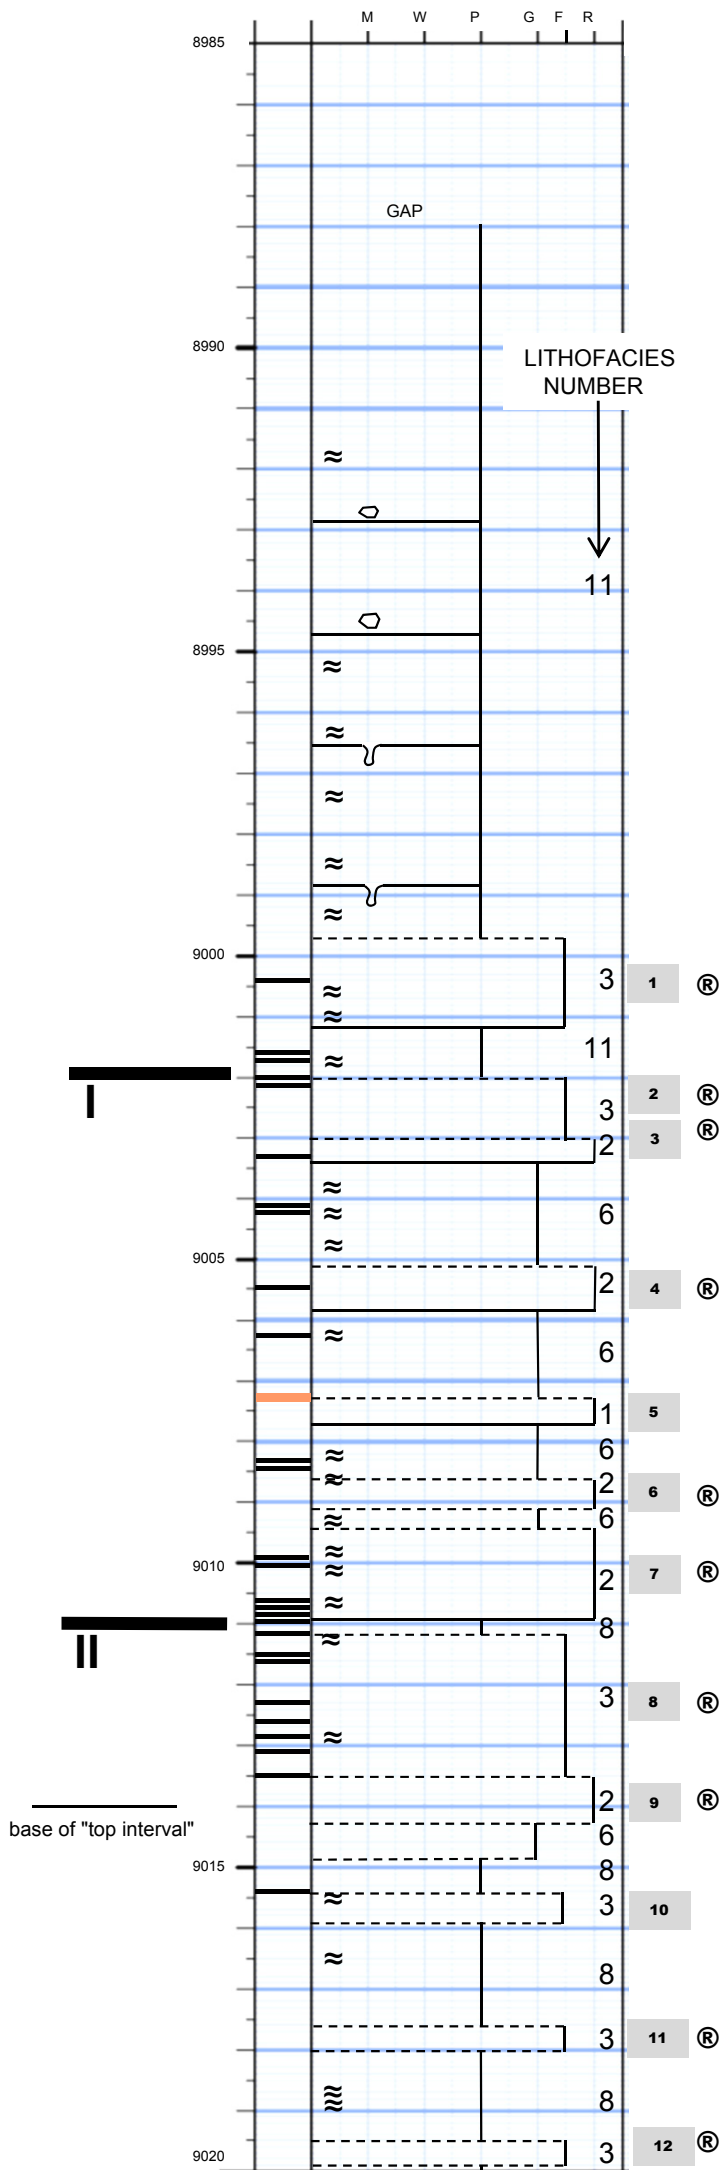 M W P G F R
8985
GAP
8990
LITHOFACIES
NUMBER
11
8995
9000
3 1 ®
11
I
2 ®
3
3 ®
2
6
9005
2 4 ®
6
1 5
6
2 6 ®
6
9010
2 7 ®
8
II
3 8 ®
2 9 ®
base of "top interval"
6
9015
8
3 10
8
3 11 ®
8
9020
3 12 ®